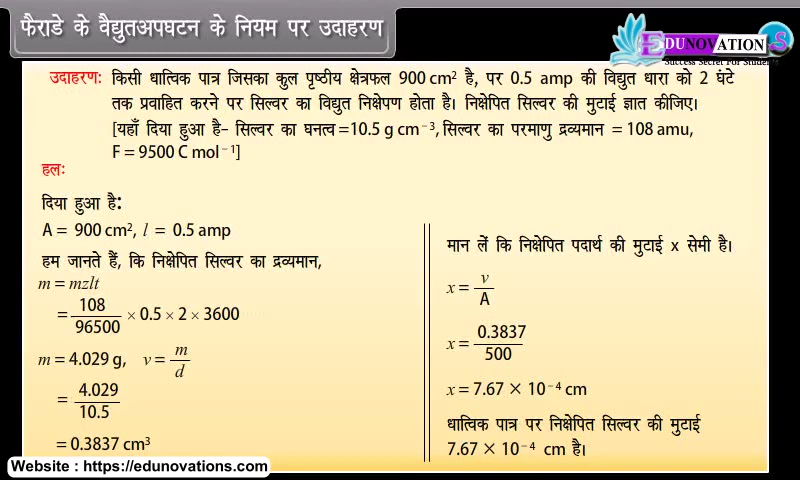 फैराडे के वैद्युतअपघटन के नियम पर उदाहरण
EDUNOVATION S
Success Secret For Students
उदाहरणः किसी धात्विक पात्र जिसका कुल पृष्ठीय क्षेत्रफल 900 cm² है, पर 0.5 amp की विद्युत धारा को 2 घंटे
तक प्रवाहित करने पर सिल्वर का विद्युत निक्षेपण होता है। निक्षेपित सिल्वर की मुटाई ज्ञात कीजिए।
[यहाँ दिया हुआ है– सिल्वर का घनत्व =10.5 g cm⁻³, सिल्वर का परमाणु द्रव्यमान = 108 amu,
F = 9500 C mol⁻¹]
हलः
दिया हुआ है:
A = 900 cm², l = 0.5 amp
हम जानते हैं, कि निक्षेपित सिल्वर का द्रव्यमान,
m = mzlt
= 108/96500 × 0.5 × 2 × 3600
m = 4.029 g, v = m/d
= 4.029/10.5
= 0.3837 cm³
मान लें कि निक्षेपित पदार्थ की मुटाई x सेमी है।
x = v/A
x = 0.3837/500
x = 7.67 × 10⁻⁴ cm
धात्विक पात्र पर निक्षेपित सिल्वर की मुटाई
7.67 × 10⁻⁴ cm है।
Website : https://edunovations.com